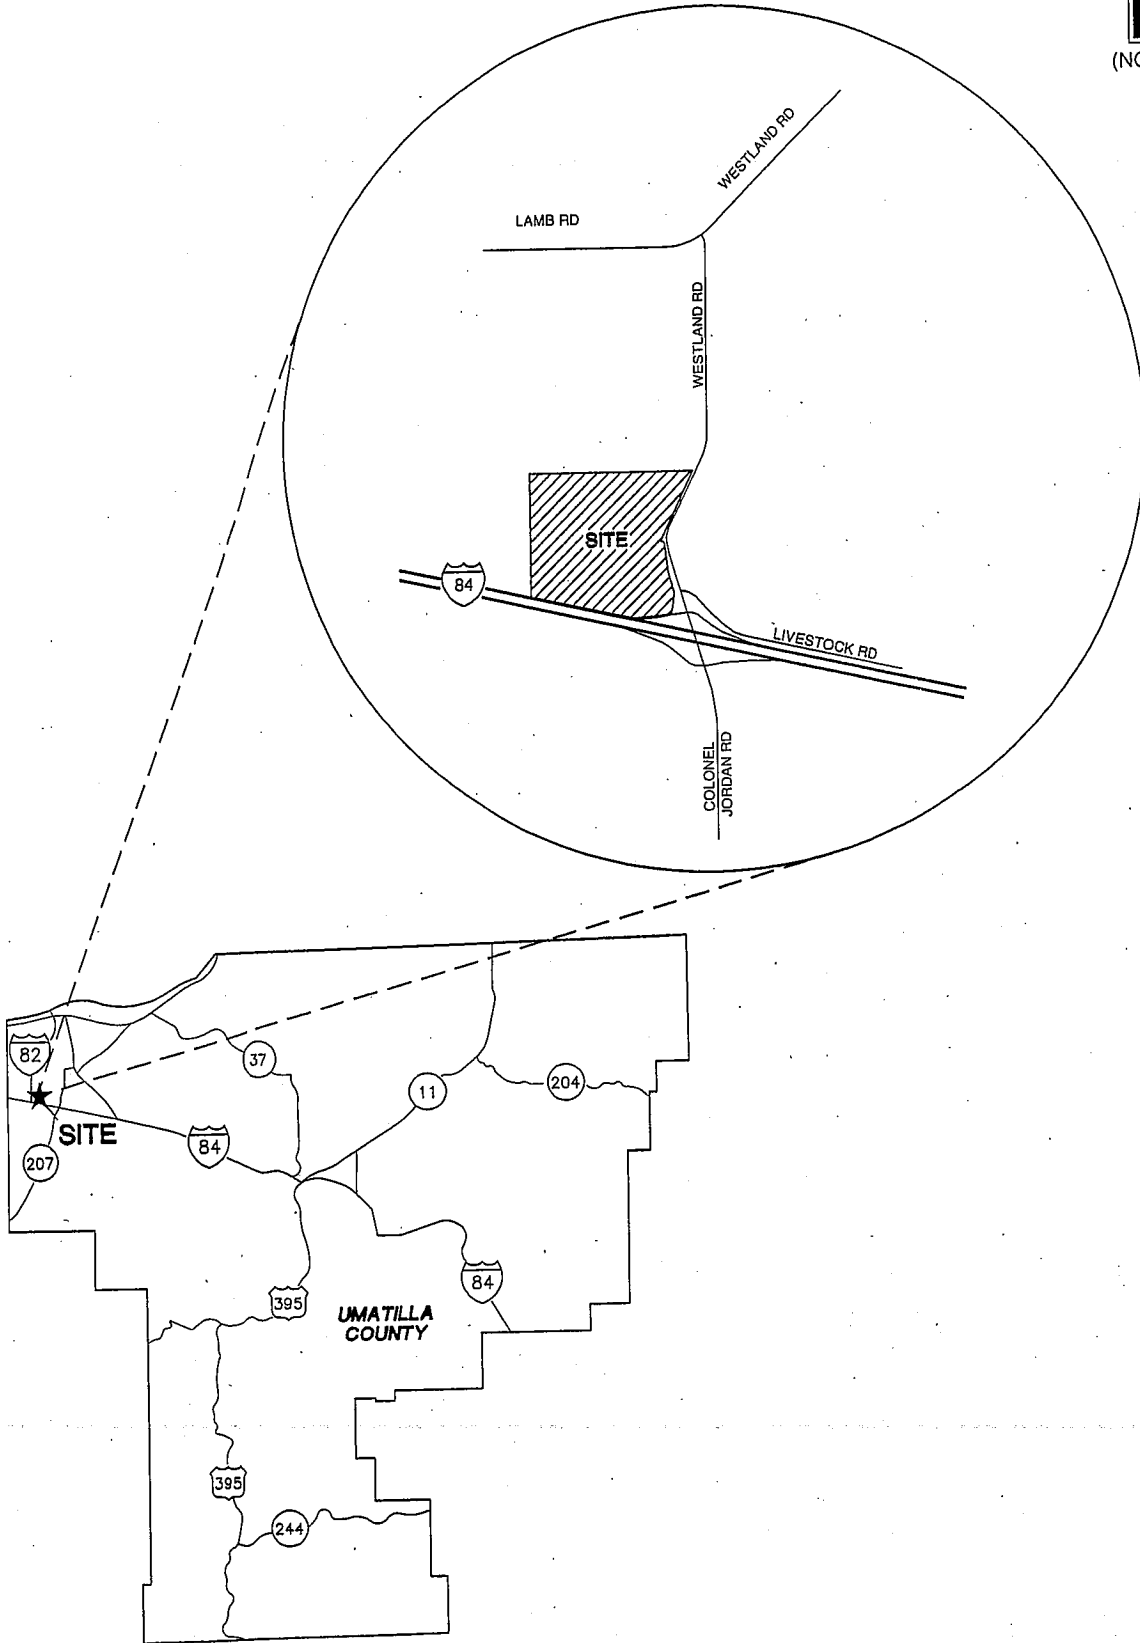 (NO
WESTLAND RD
LAMB RD
WESTLAND RD
SITE
84
LIVESTOCK RD
COLONEL
JORDAN RD
82
37
11
204
SITE
84
207
84
395
UMATILLA
COUNTY
395
244